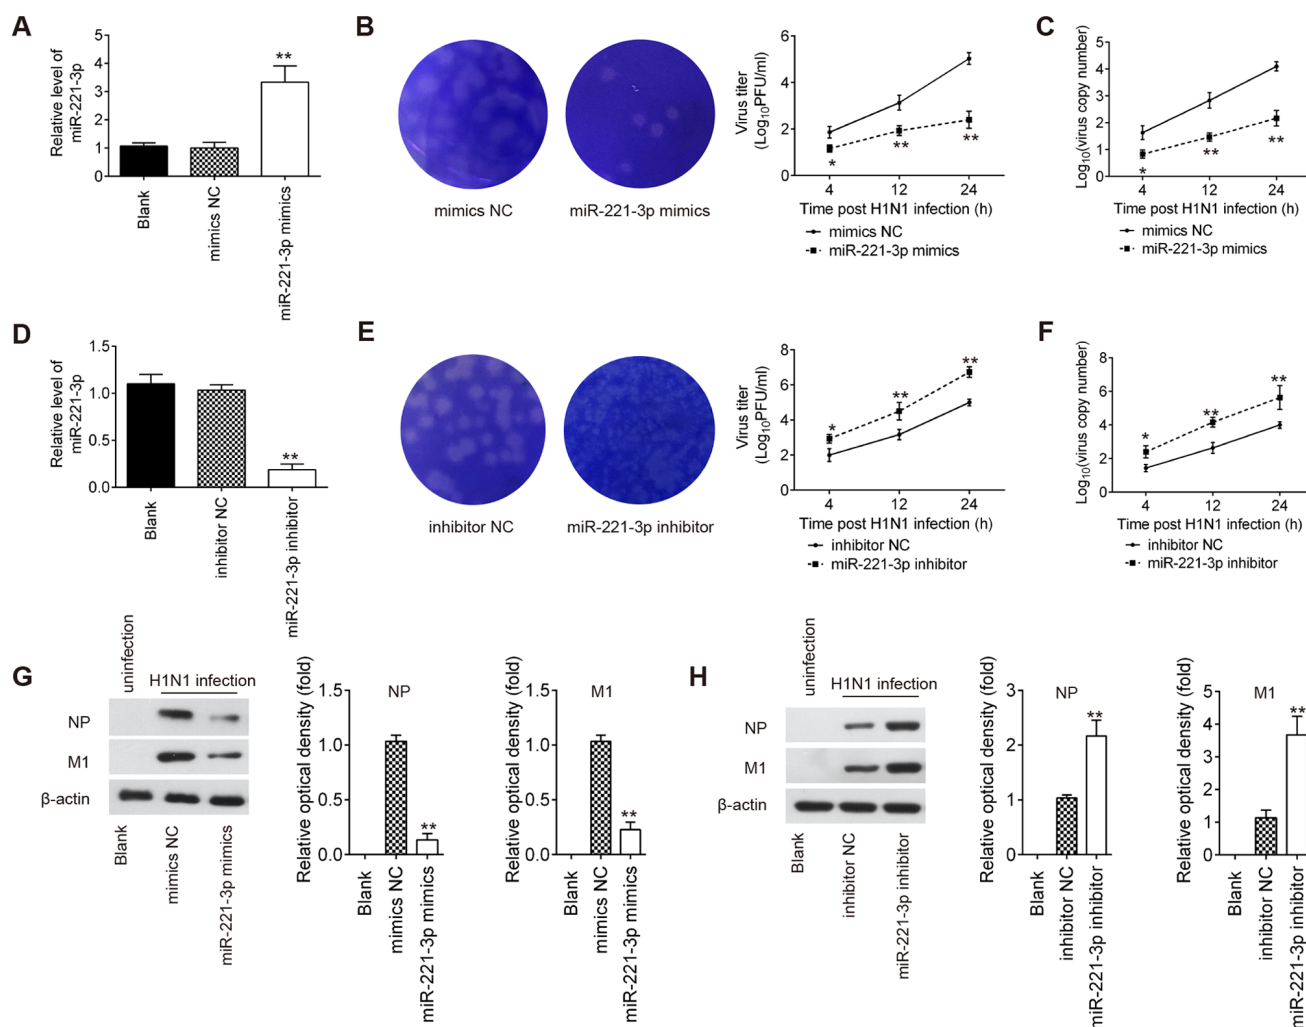 A
Relative level of
miR-221-3p
5
4
3
2
1
0
**
Blank
mimics NC
miR-221-3p mimics
B
mimics NC
miR-221-3p mimics
Virus titer
(Log10PFU/ml)
6
4
2
0
*
**
**
4 12 24
Time post H1N1 infection (h)
mimics NC
miR-221-3p mimics
C
Log10(virus copy number)
5
4
3
2
1
0
*
**
**
4 12 24
Time post H1N1 infection (h)
mimics NC
miR-221-3p mimics
D
Relative level of
miR-221-3p
1.5
1.0
0.5
0.0
**
Blank
inhibitor NC
miR-221-3p inhibitor
E
inhibitor NC
miR-221-3p inhibitor
Virus titer
(Log10PFU/ml)
8
6
4
2
0
*
**
**
4 12 24
Time post H1N1 infection (h)
inhibitor NC
miR-221-3p inhibitor
F
Log10(virus copy number)
8
6
4
2
0
*
**
**
4 12 24
Time post H1N1 infection (h)
inhibitor NC
miR-221-3p inhibitor
G
uninfection
H1N1 infection
NP
M1
β-actin
Blank
mimics NC
miR-221-3p mimics
Relative optical density (fold)
NP
1.5
1.0
0.5
0.0
**
Blank
mimics NC
miR-221-3p mimics
Relative optical density (fold)
M1
1.5
1.0
0.5
0.0
**
Blank
mimics NC
miR-221-3p mimics
H
uninfection
H1N1 infection
NP
M1
β-actin
Blank
inhibitor NC
miR-221-3p inhibitor
Relative optical density (fold)
NP
3
2
1
0
**
Blank
inhibitor NC
miR-221-3p inhibitor
Relative optical density (fold)
M1
5
4
3
2
1
0
**
Blank
inhibitor NC
miR-221-3p inhibitor